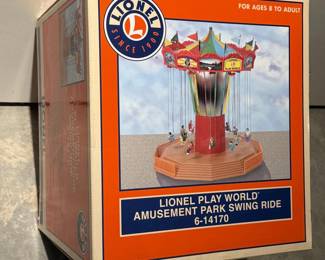 FOR AGES 8 TO ADULT
LIONEL
L
SINCE 1900
LIONEL PLAY WORLD
AMUSEMENT PARK SWING RIDE
6-14170